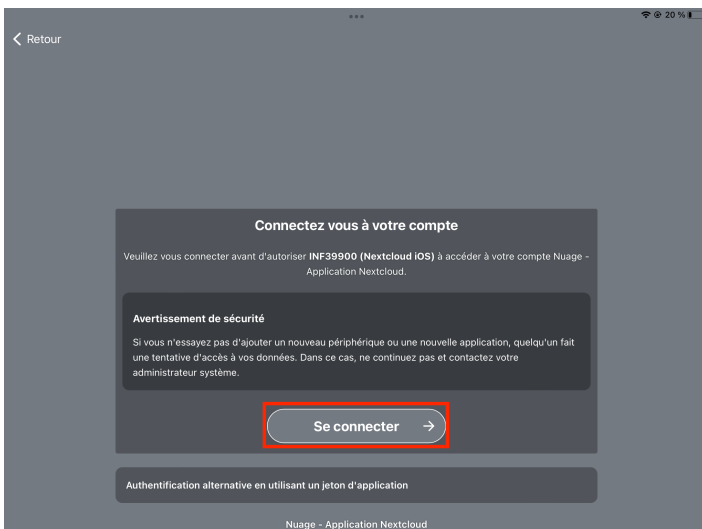 20 %
Retour
Connectez vous à votre compte
Veuillez vous connecter avant d'autoriser INF39900 (Nextcloud iOS) à accéder à votre compte Nuage –
Application Nextcloud.
Avertissement de sécurité
Si vous n'essayez pas d'ajouter un nouveau périphérique ou une nouvelle application, quelqu'un fait
une tentative d'accès à vos données. Dans ce cas, ne continuez pas et contactez votre
administrateur système.
Se connecter
Authentification alternative en utilisant un jeton d'application
Nuage - Application Nextcloud